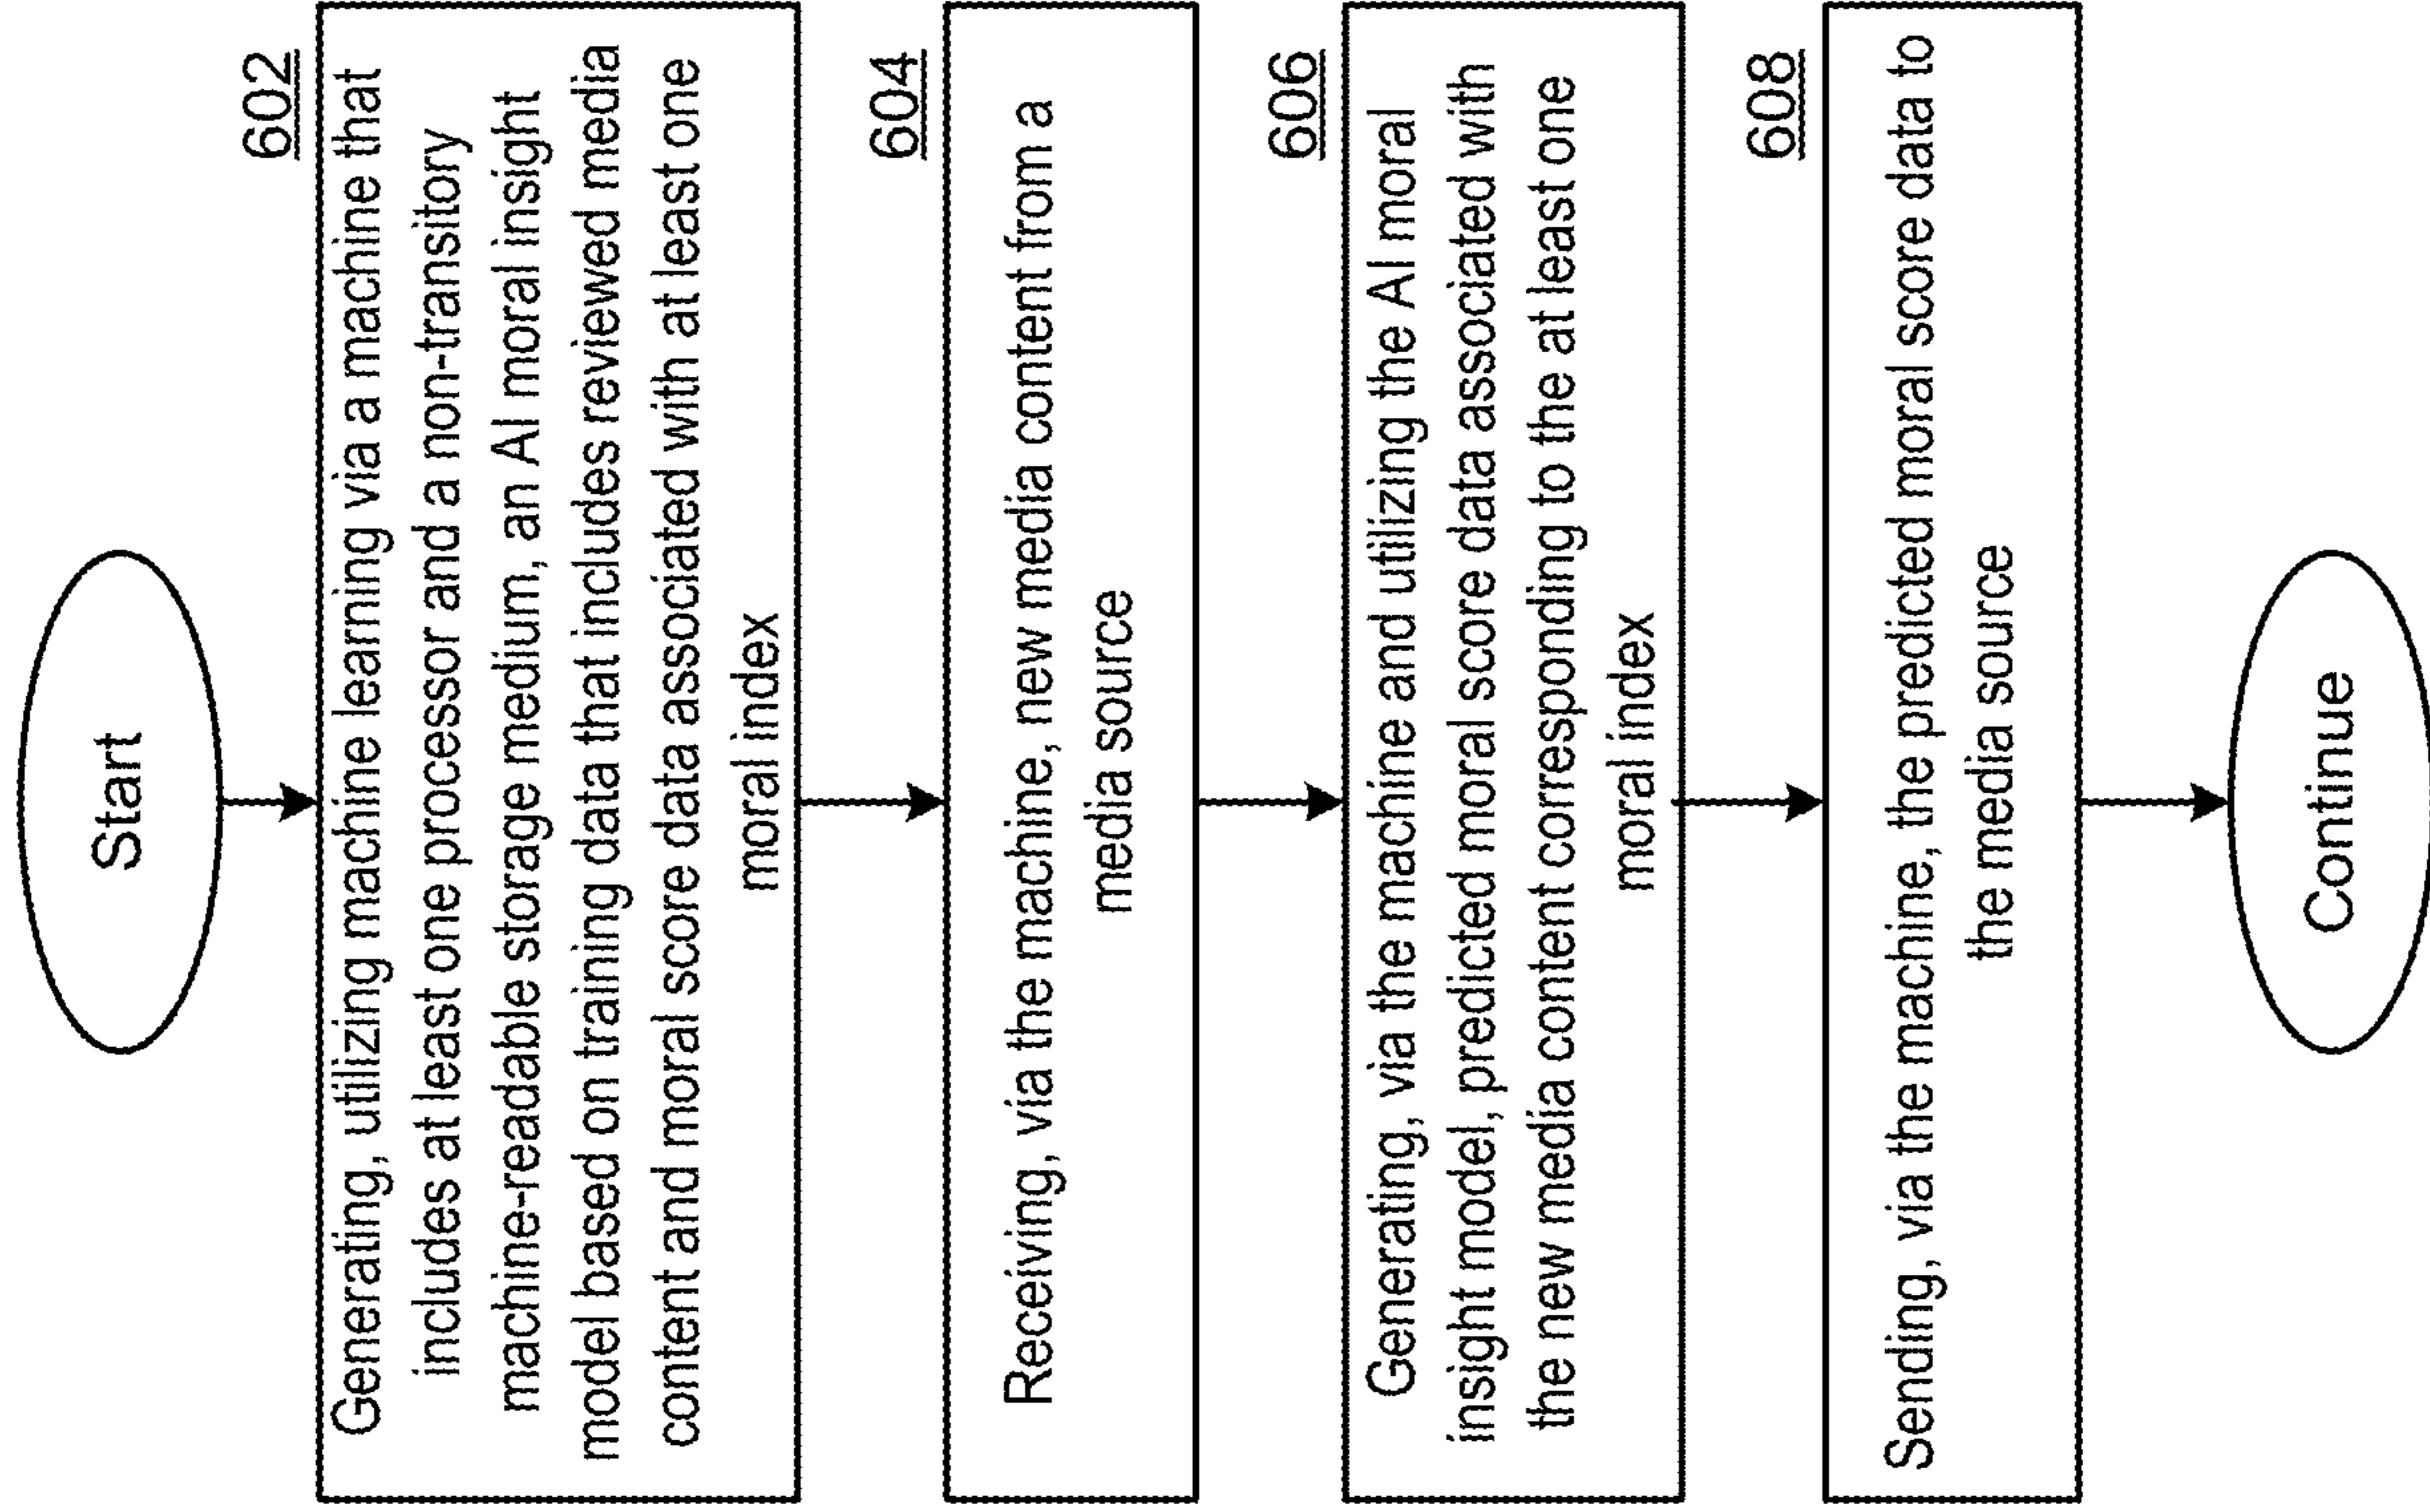 Start
602
Generating, utilizing machine learning via a machine that
includes at least one processor and a non-transitory
machine-readable storage medium, an AI moral insight
model based on training data that includes reviewed media
content and moral score data associated with at least one
moral index
604
Receiving, via the machine, new media content from a
media source
606
Generating, via the machine and utilizing the AI moral
insight model, predicted moral score data associated with
the new media content corresponding to the at least one
moral index
608
Sending, via the machine, the predicted moral score data to
the media source
Continue